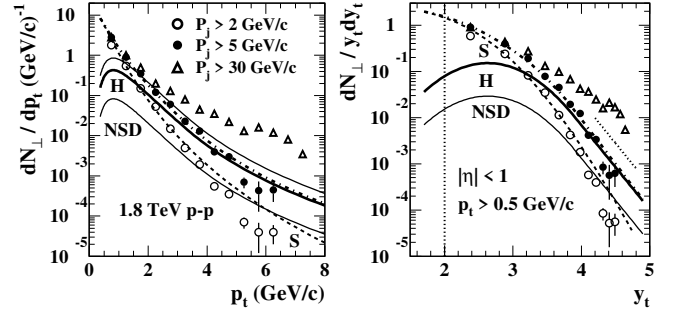 dN⊥ / dpt (GeV/c)-1
10
1
10-1
10-2
10-3
10-4
10-5
0 2 4 6 8
pt (GeV/c)
Pj > 2 GeV/c
Pj > 5 GeV/c
Pj > 30 GeV/c
H
NSD
1.8 TeV p-p
S
dN⊥ / yt dyt
10
1
10-1
10-2
10-3
10-4
10-5
2 3 4 5
yt
S
H
NSD
|η| < 1
pt > 0.5 GeV/c